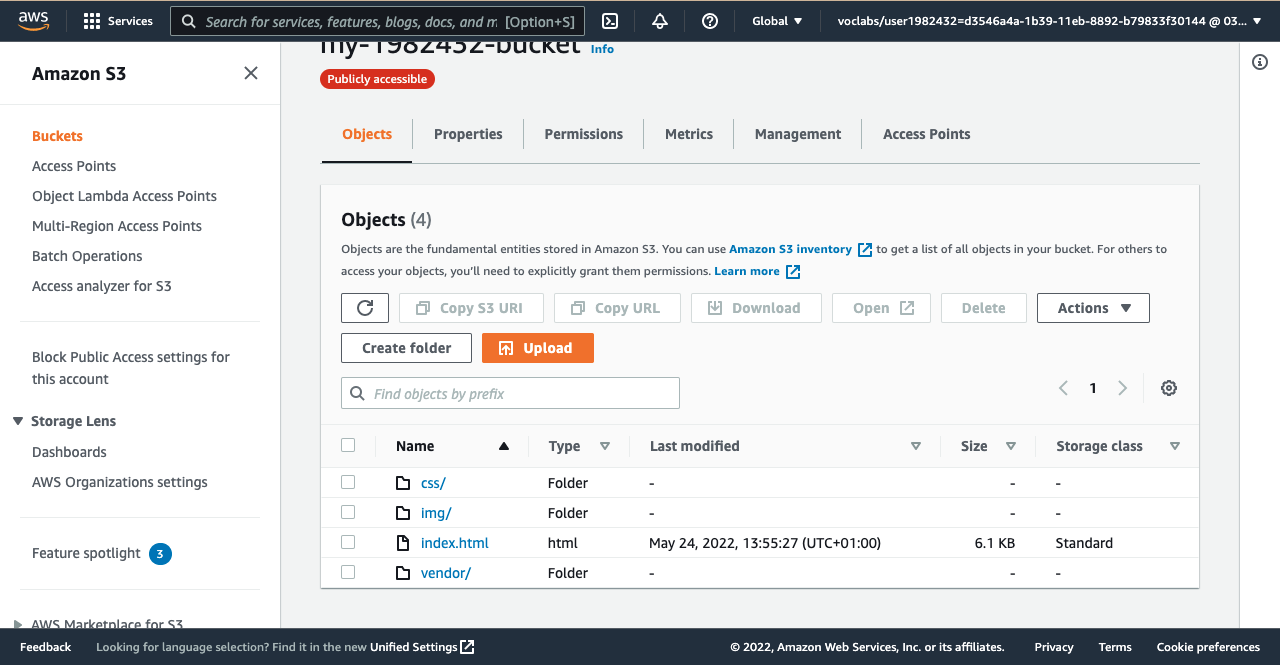 aws
Services
Search for services, features, blogs, docs, and m [Option+S]
Global
voclabs/user1982432=d3546a4a-1b39-11eb-8892-b79833f30144 @ 03...
Amazon S3
Buckets
Access Points
Object Lambda Access Points
Multi-Region Access Points
Batch Operations
Access analyzer for S3
Block Public Access settings for
this account
Storage Lens
Dashboards
AWS Organizations settings
Feature spotlight 3
AWS Marketplace for S3
my-1982432-bucket Info
Publicly accessible
Objects Properties Permissions Metrics Management Access Points
Objects (4)
Objects are the fundamental entities stored in Amazon S3. You can use Amazon S3 inventory to get a list of all objects in your bucket. For others to
access your objects, you'll need to explicitly grant them permissions. Learn more
Copy S3 URI Copy URL Download Open Delete Actions
Create folder Upload
Find objects by prefix
1
Name Type Last modified Size Storage class
css/ Folder - - -
img/ Folder - - -
index.html html May 24, 2022, 13:55:27 (UTC+01:00) 6.1 KB Standard
vendor/ Folder - - -
Feedback Looking for language selection? Find it in the new Unified Settings © 2022, Amazon Web Services, Inc. or its affiliates. Privacy Terms Cookie preferences